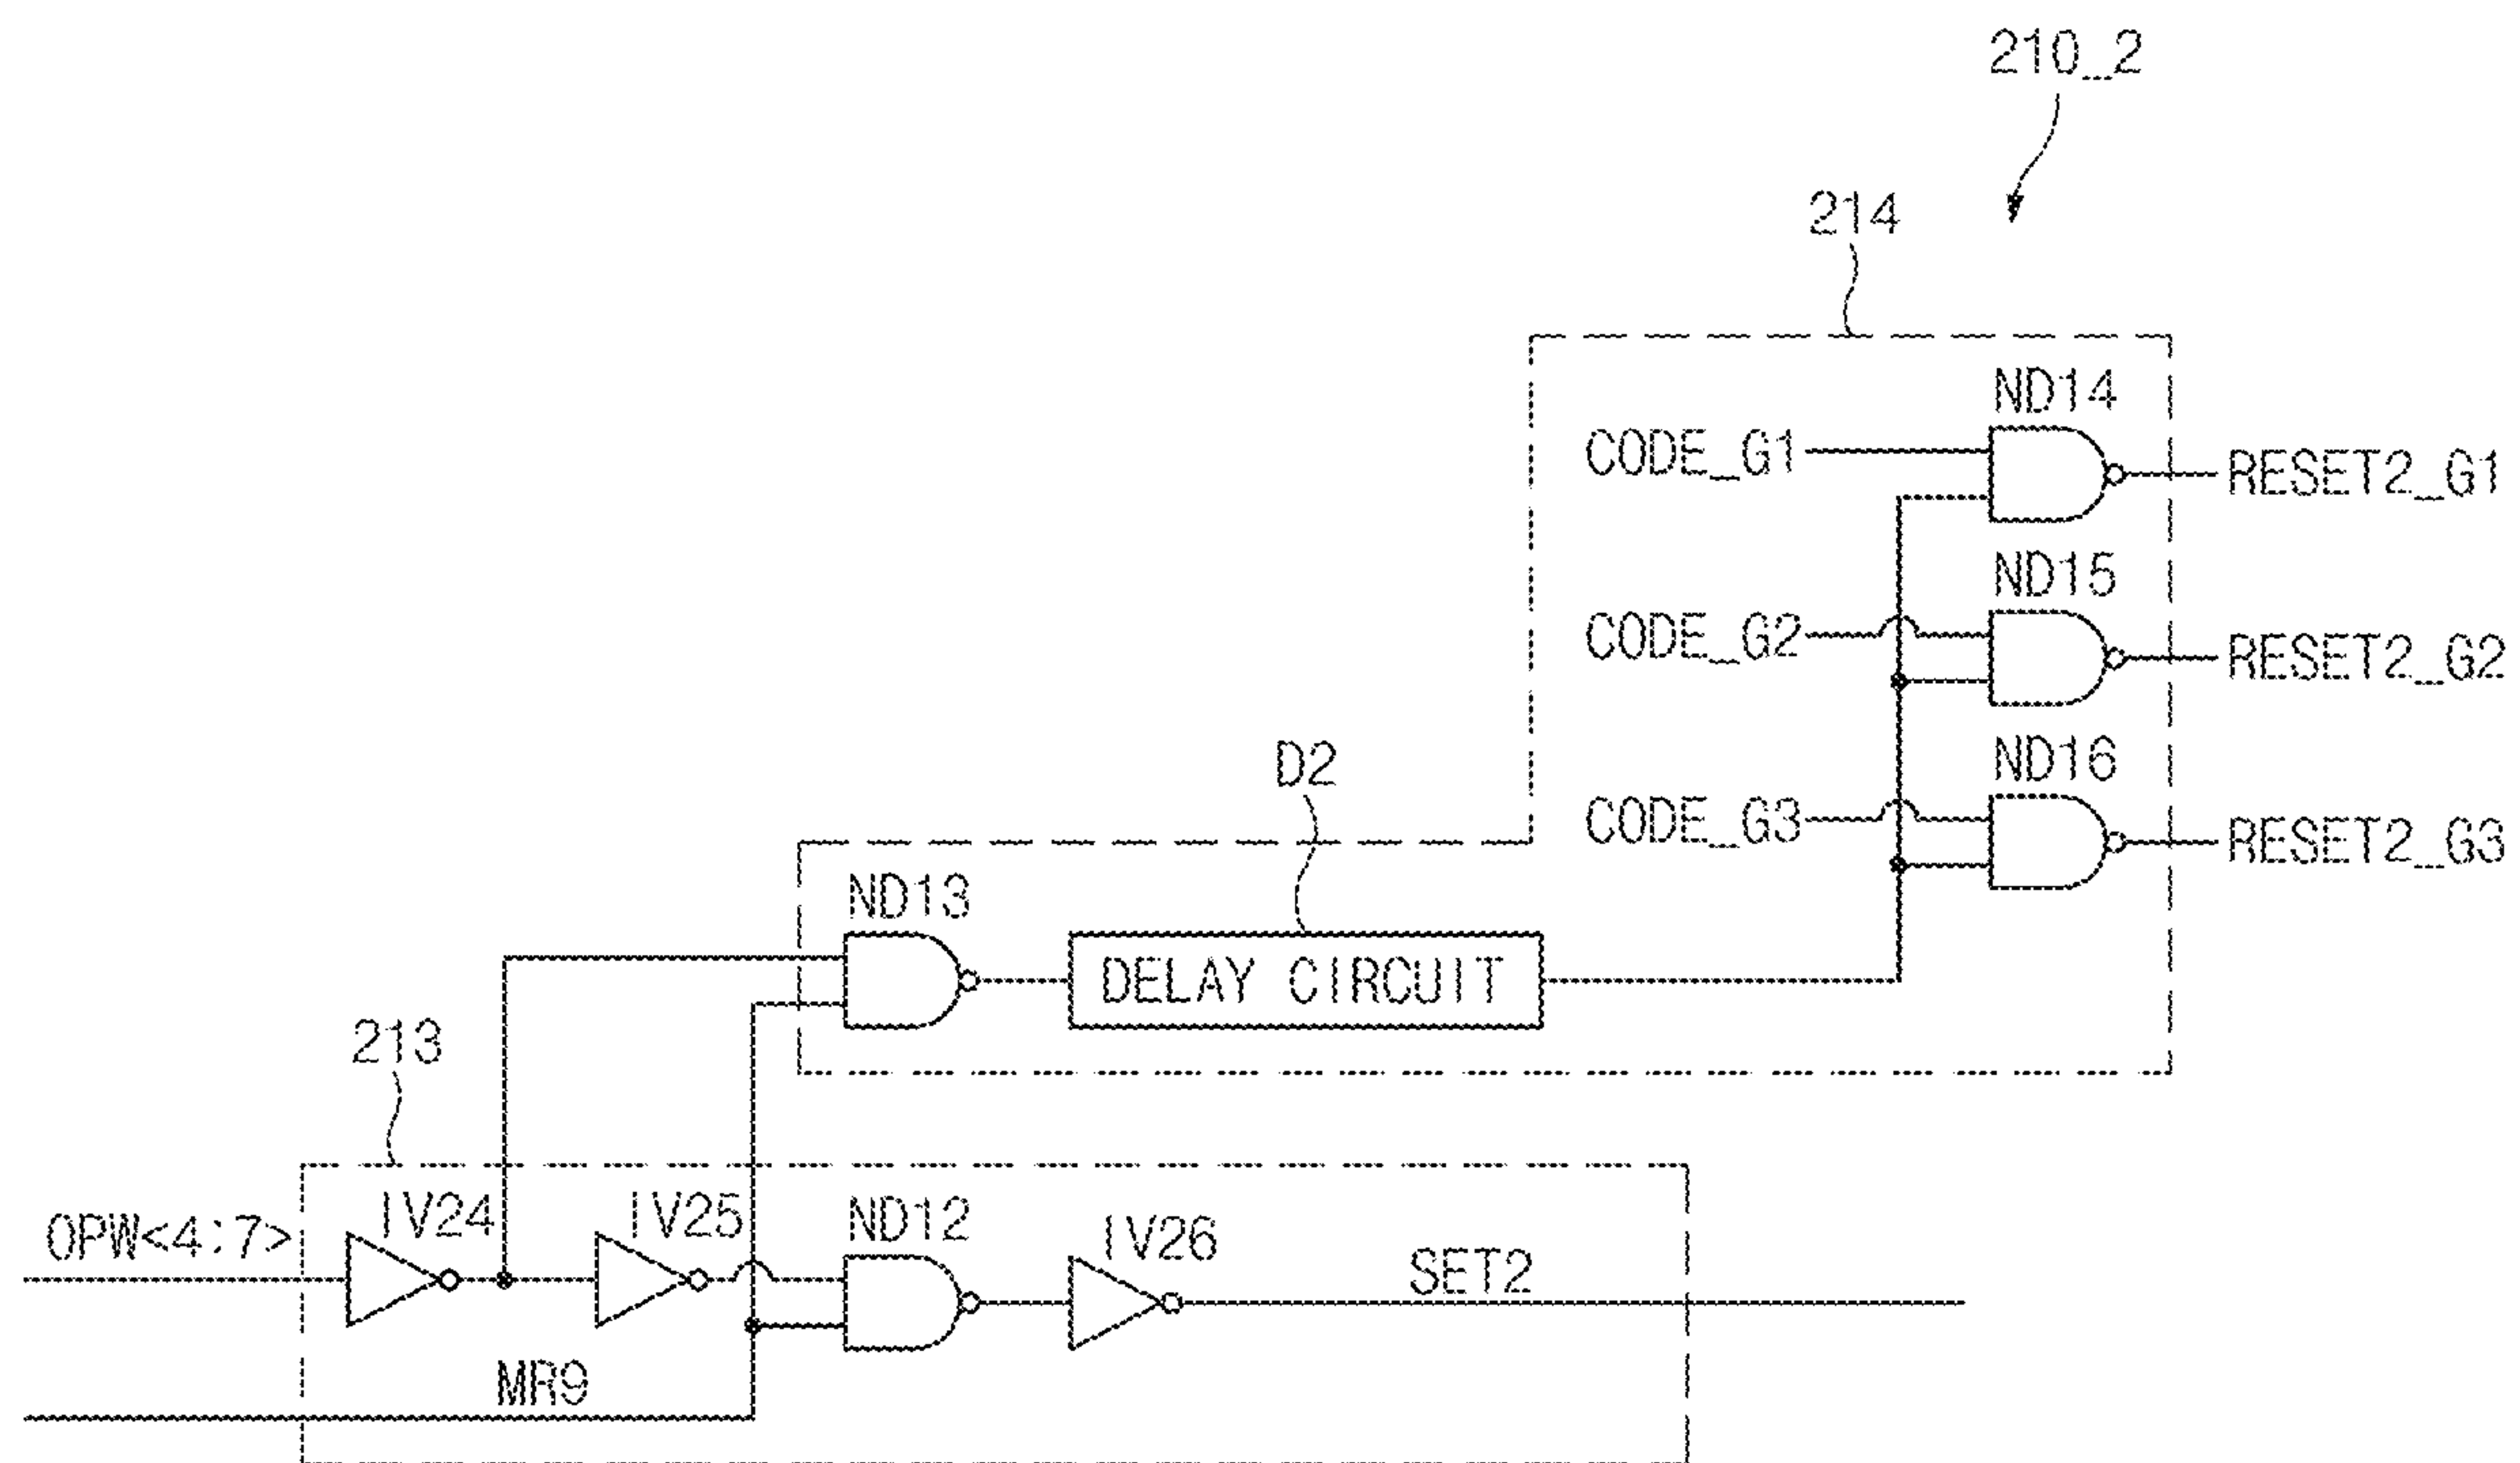 210_2
214
ND14
CODE_G1
RESET2_G1
ND15
CODE_G2
RESET2_G2
D2
ND16
CODE_G3
RESET2_G3
ND13
DELAY CIRCUIT
213
OPW<4:7>
IV24
IV25
ND12
IV26
SET2
MR9